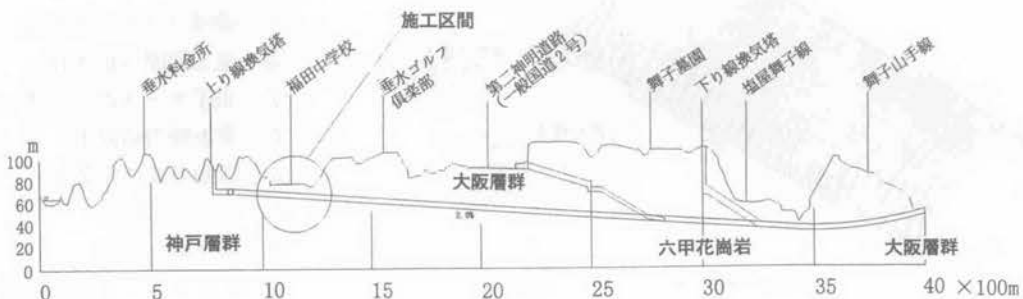 施工区間
垂水料金所
上り線換気塔
福田中学校
垂水ゴルフ
倶楽部
第二神明道路
(一般国道2号)
舞子墓園
下り線換気塔
塩屋舞子線
舞子山手線
m
100
80
60
40
20
0
大阪層群
2.0%
神戸層群
六甲花崗岩
大阪層群
0 5 10 15 20 25 30 35 40 ×100m